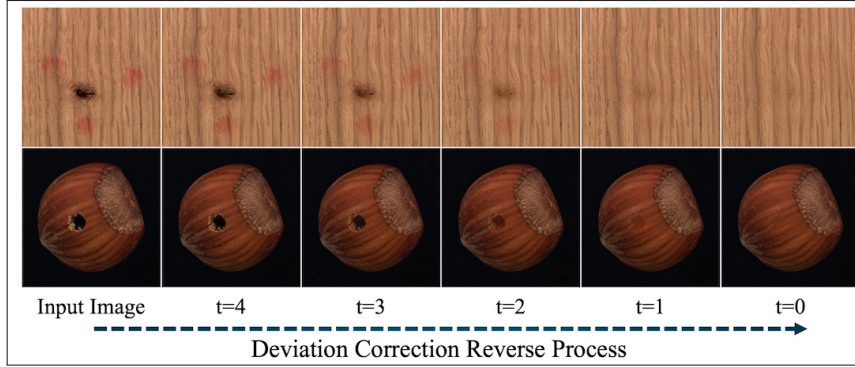 Input Image t=4 t=3 t=2 t=1 t=0
Deviation Correction Reverse Process